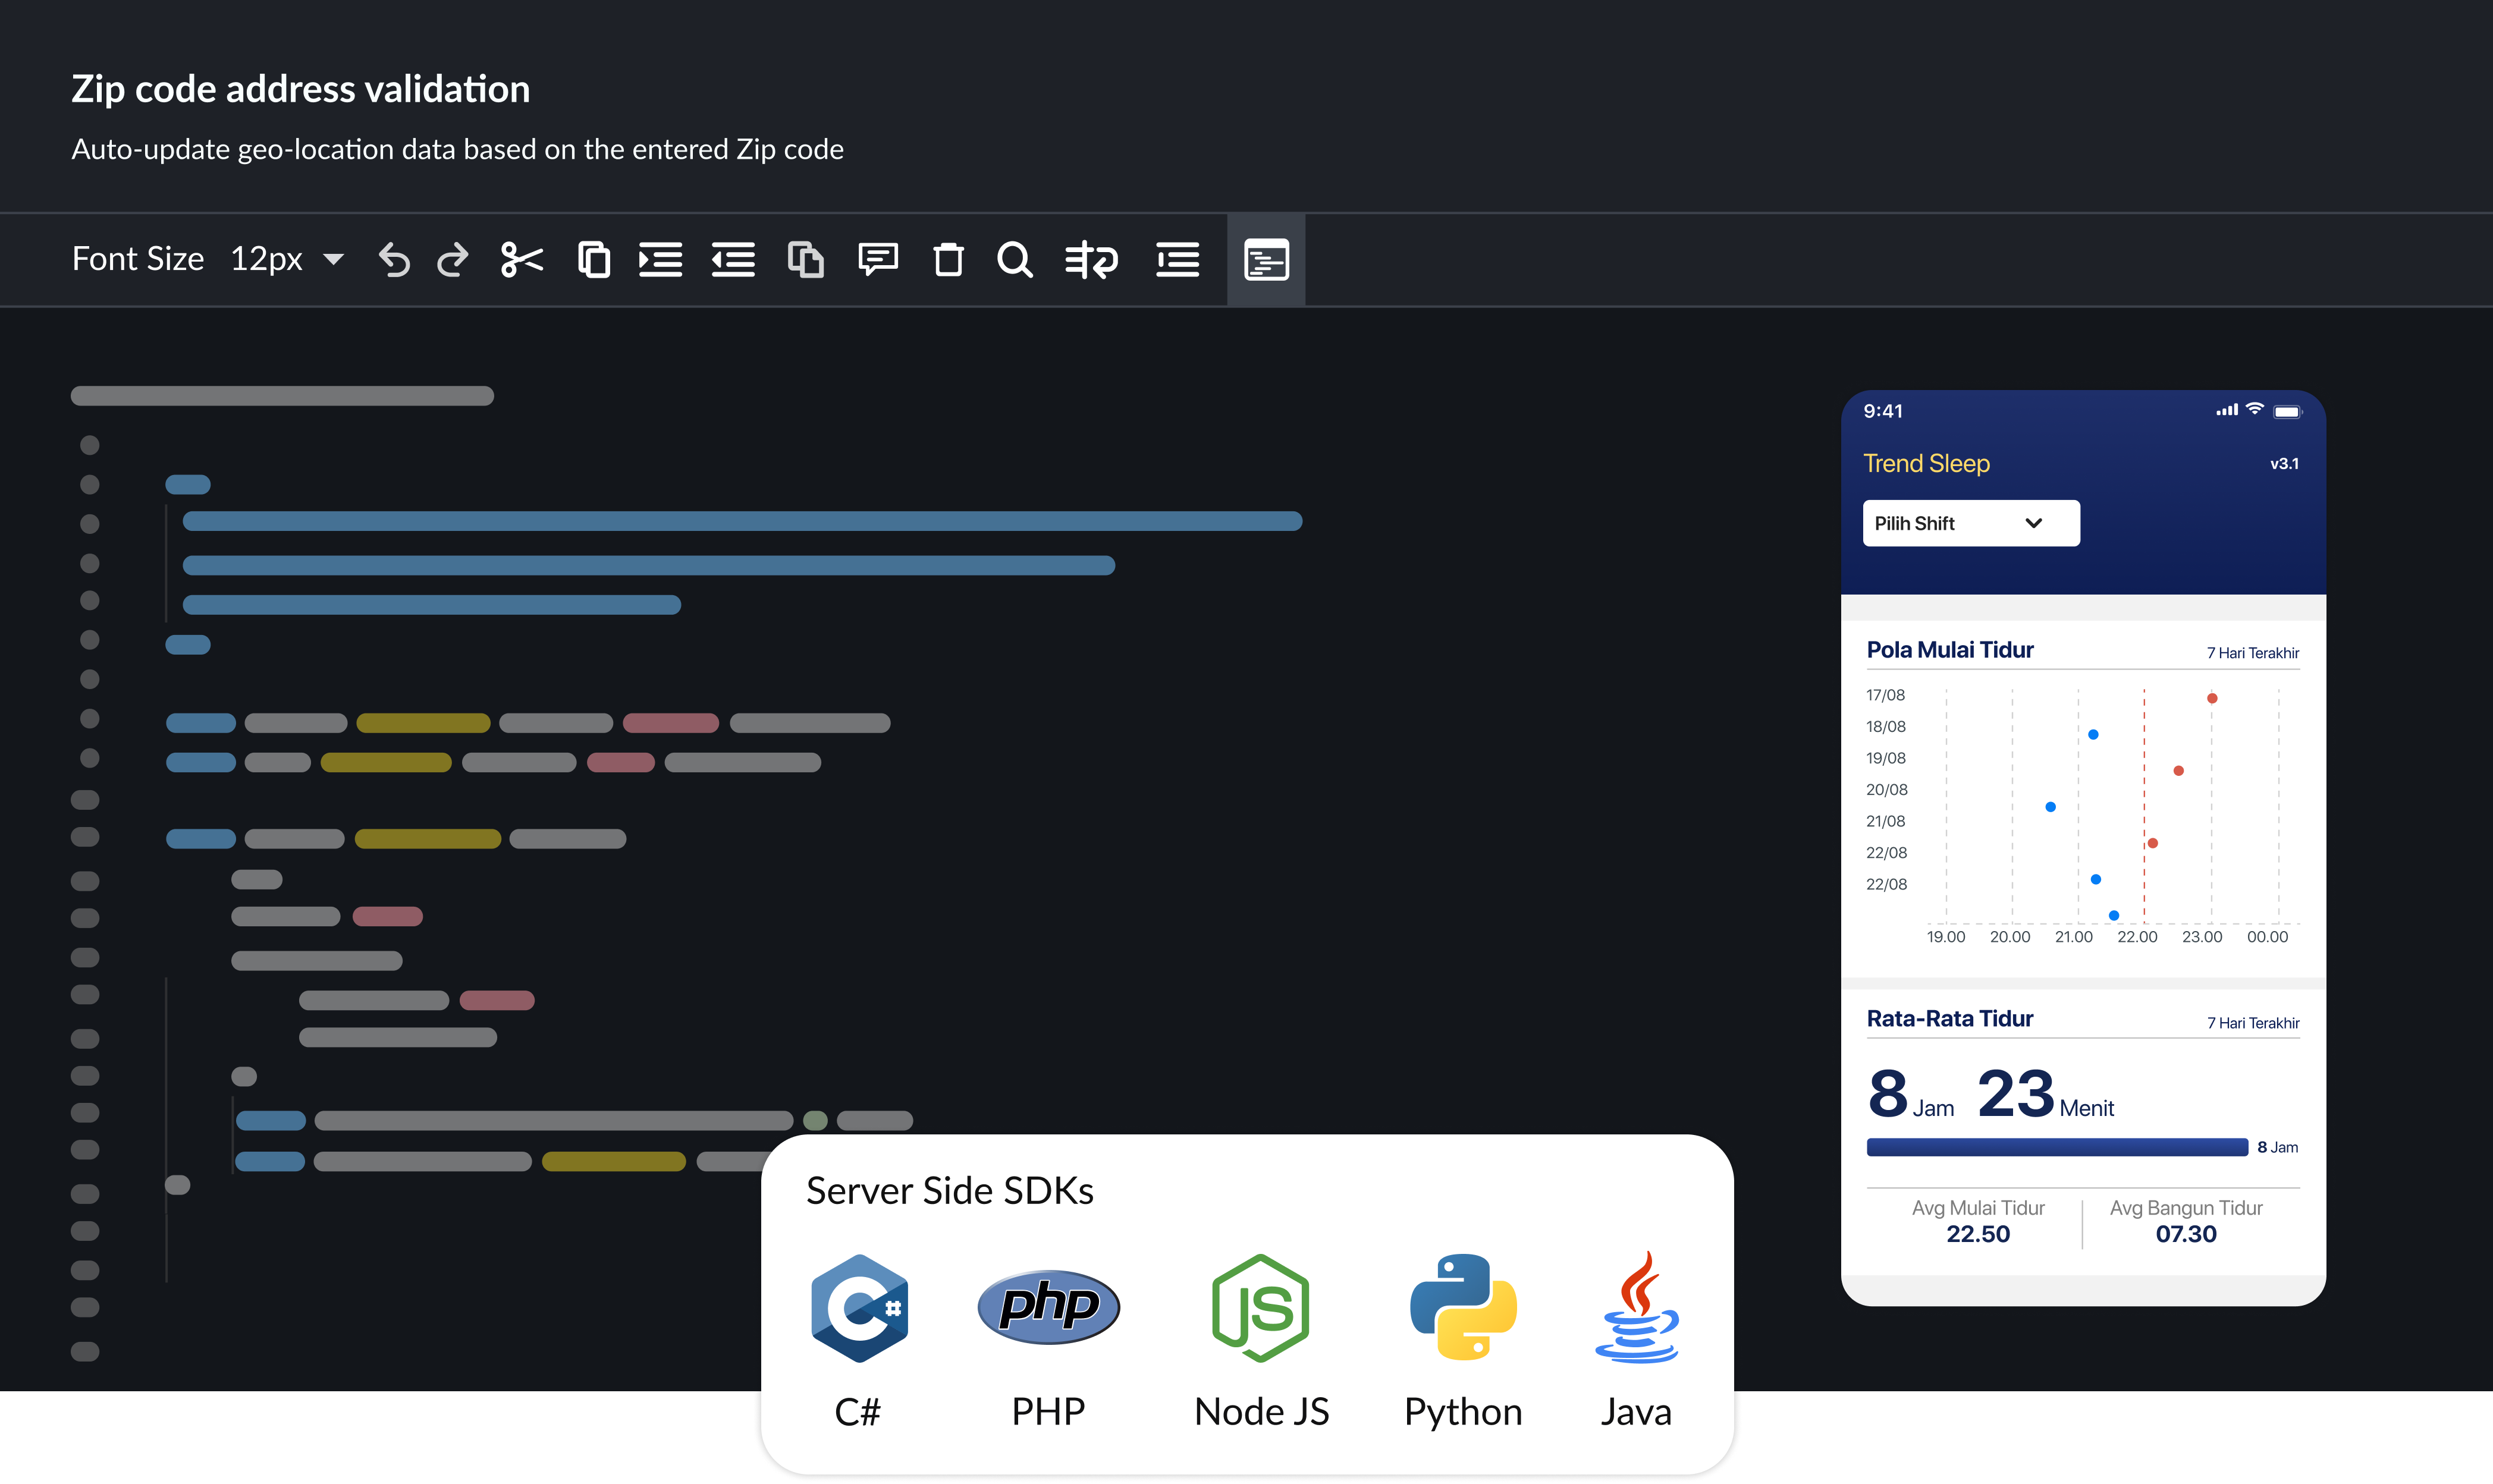 Zip code address validation
Auto-update geo-location data based on the entered Zip code
Font Size 12px
9:41
Trend Sleep v3.1
Pilih Shift
Pola Mulai Tidur 7 Hari Terakhir
17/08
18/08
19/08
20/08
21/08
22/08
22/08
19.00 20.00 21.00 22.00 23.00 00.00
Rata-Rata Tidur 7 Hari Terakhir
8 Jam 23 Menit
8 Jam
Avg Mulai Tidur Avg Bangun Tidur
22.50 07.30
Server Side SDKs
C # php JS
C# PHP Node JS Python Java